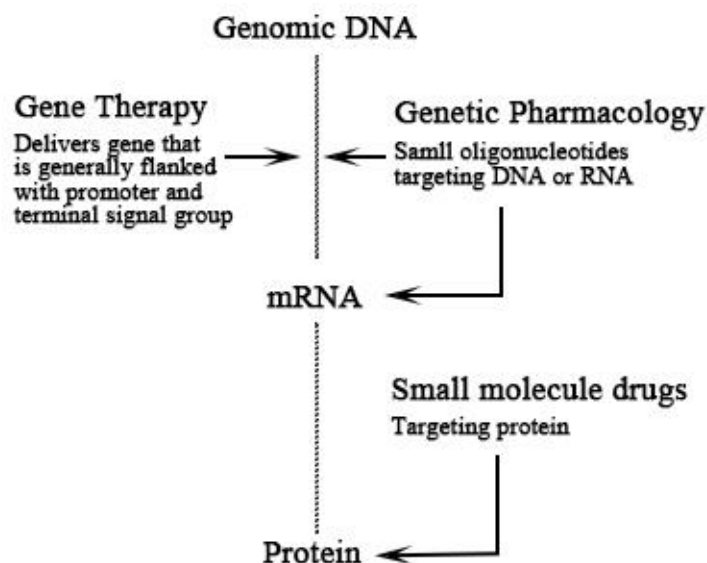 Genomic DNA
Gene Therapy
Delivers gene that
is generally flanked
with promoter and
terminal signal group
Genetic Pharmacology
Samll oligonucleotides
targeting DNA or RNA
mRNA
Small molecule drugs
Targeting protein
Protein